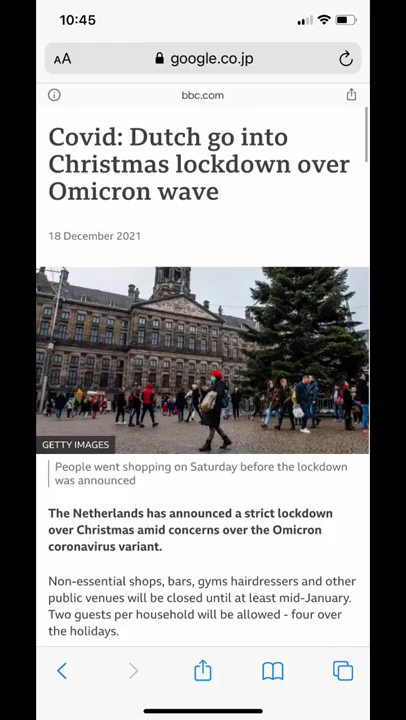 10:45
AA
google.co.jp
bbc.com
Covid: Dutch go into
Christmas lockdown over
Omicron wave
18 December 2021
GETTY IMAGES
People went shopping on Saturday before the lockdown
was announced
The Netherlands has announced a strict lockdown
over Christmas amid concerns over the Omicron
coronavirus variant.
Non-essential shops, bars, gyms hairdressers and other
public venues will be closed until at least mid-January.
Two guests per household will be allowed - four over
the holidays.